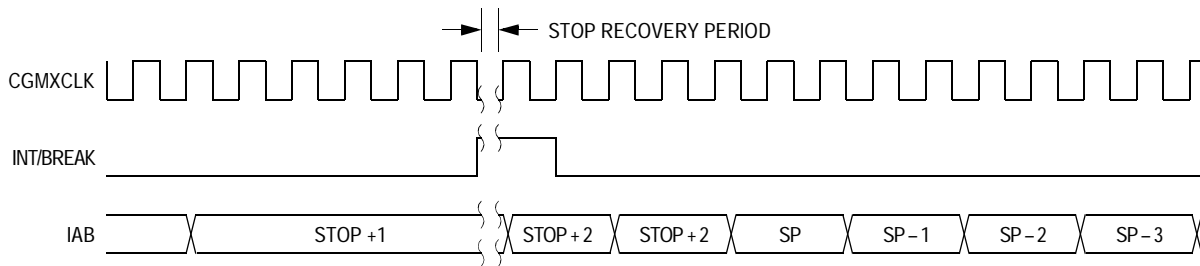 STOP RECOVERY PERIOD
CGMXCLK
INT/BREAK
IAB STOP +1 STOP + 2 STOP + 2 SP SP – 1 SP – 2 SP – 3